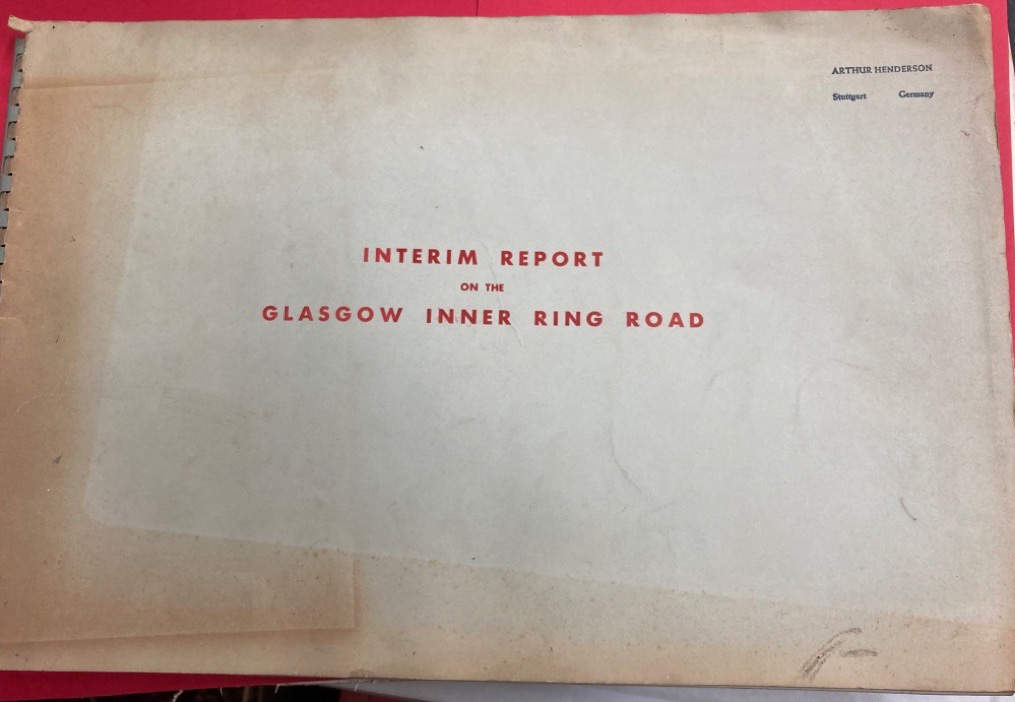 ARTHUR HENDERSON
Stuttgart Germany
INTERIM REPORT
ON THE
GLASGOW INNER RING ROAD